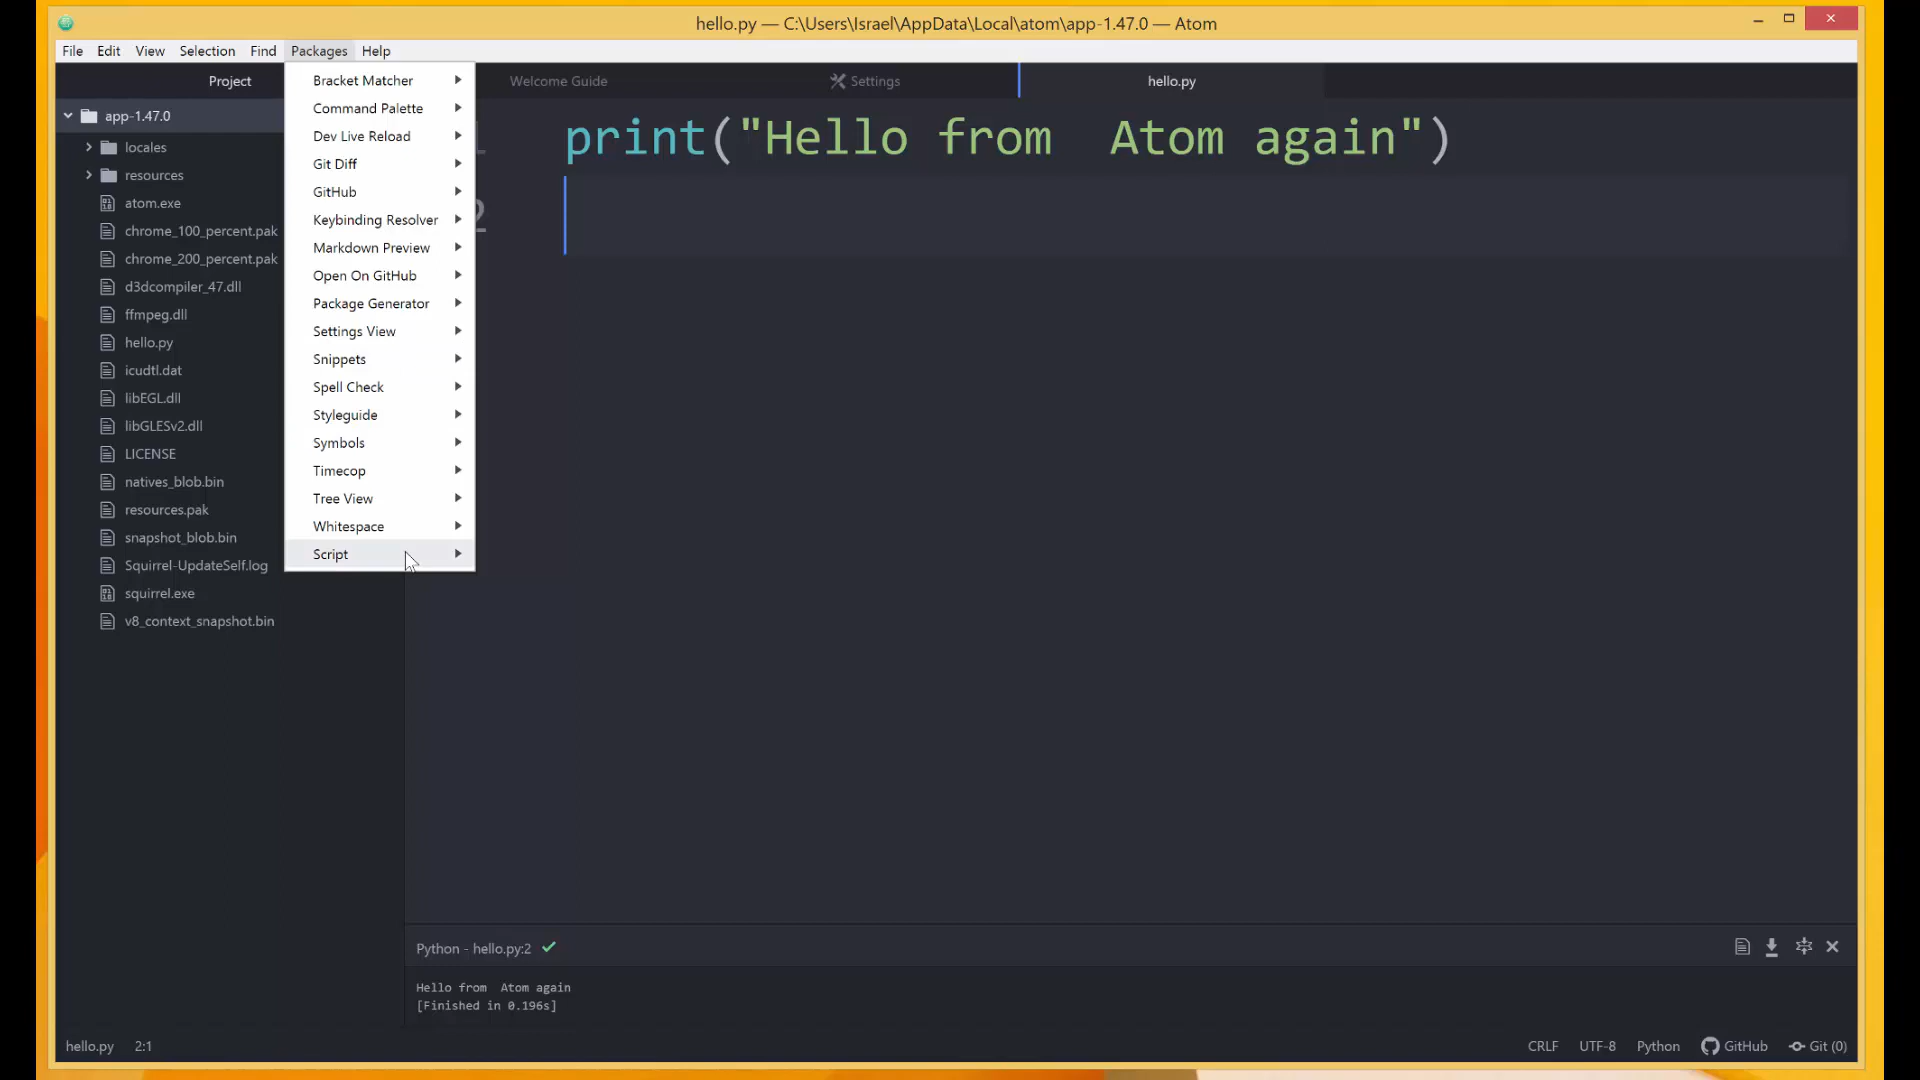 hello.py — C:\Users\Israel\AppData\Local\atom\app-1.47.0 — Atom
File Edit View Selection Find Packages Help
Project
Welcome Guide
Settings
hello.py
app-1.47.0
locales
resources
atom.exe
chrome_100_percent.pak
chrome_200_percent.pak
d3dcompiler_47.dll
ffmpeg.dll
hello.py
icudtl.dat
libEGL.dll
libGLESv2.dll
LICENSE
natives_blob.bin
resources.pak
snapshot_blob.bin
Squirrel-UpdateSelf.log
squirrel.exe
v8_context_snapshot.bin
Bracket Matcher
Command Palette
Dev Live Reload
Git Diff
GitHub
Keybinding Resolver
Markdown Preview
Open On GitHub
Package Generator
Settings View
Snippets
Spell Check
Styleguide
Symbols
Timecop
Tree View
Whitespace
Script
1 print("Hello from  Atom again")
2
Python - hello.py:2
Hello from  Atom again
[Finished in 0.196s]
hello.py 2:1 CRLF UTF-8 Python GitHub Git (0)